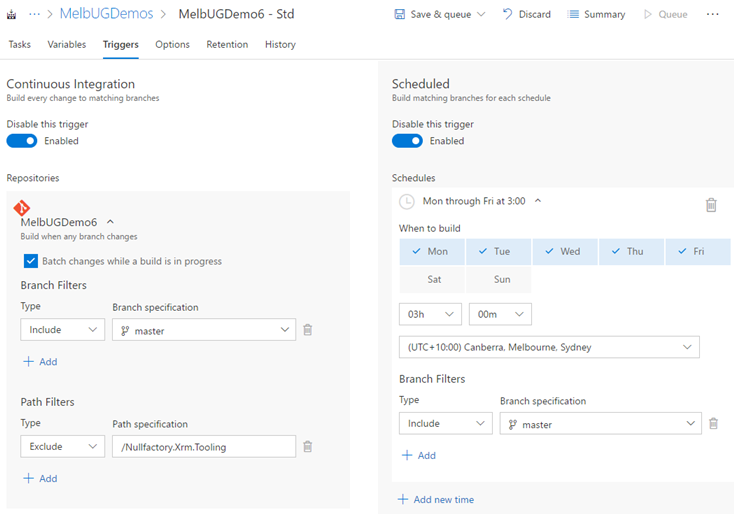 ··· > MelbUGDemos > MelbUGDemo6 - Std
Save & queue Discard Summary Queue ···
Tasks Variables Triggers Options Retention History
Continuous Integration
Build every change to matching branches
Disable this trigger
Enabled
Repositories
MelbUGDemo6
Build when any branch changes
Batch changes while a build is in progress
Branch Filters
Type Branch specification
Include master
+ Add
Path Filters
Type Path specification
Exclude /Nullfactory.Xrm.Tooling
+ Add
Scheduled
Build matching branches for each schedule
Disable this trigger
Enabled
Schedules
Mon through Fri at 3:00
When to build
Mon Tue Wed Thu Fri
Sat Sun
03h 00m
(UTC+10:00) Canberra, Melbourne, Sydney
Branch Filters
Type Branch specification
Include master
+ Add
+ Add new time